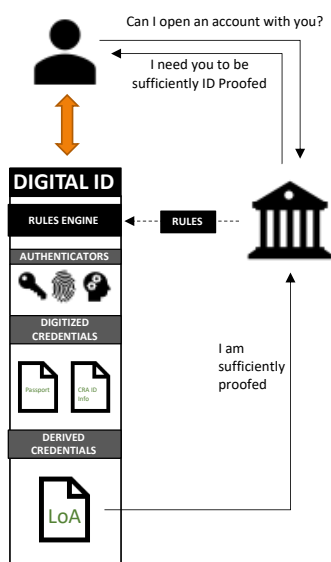 Can I open an account with you?
I need you to be
sufficiently ID Proofed
DIGITAL ID
RULES ENGINE
RULES
AUTHENTICATORS
DIGITIZED
CREDENTIALS
Passport
CRA ID
Info
I am
sufficiently
proofed
DERIVED
CREDENTIALS
LoA